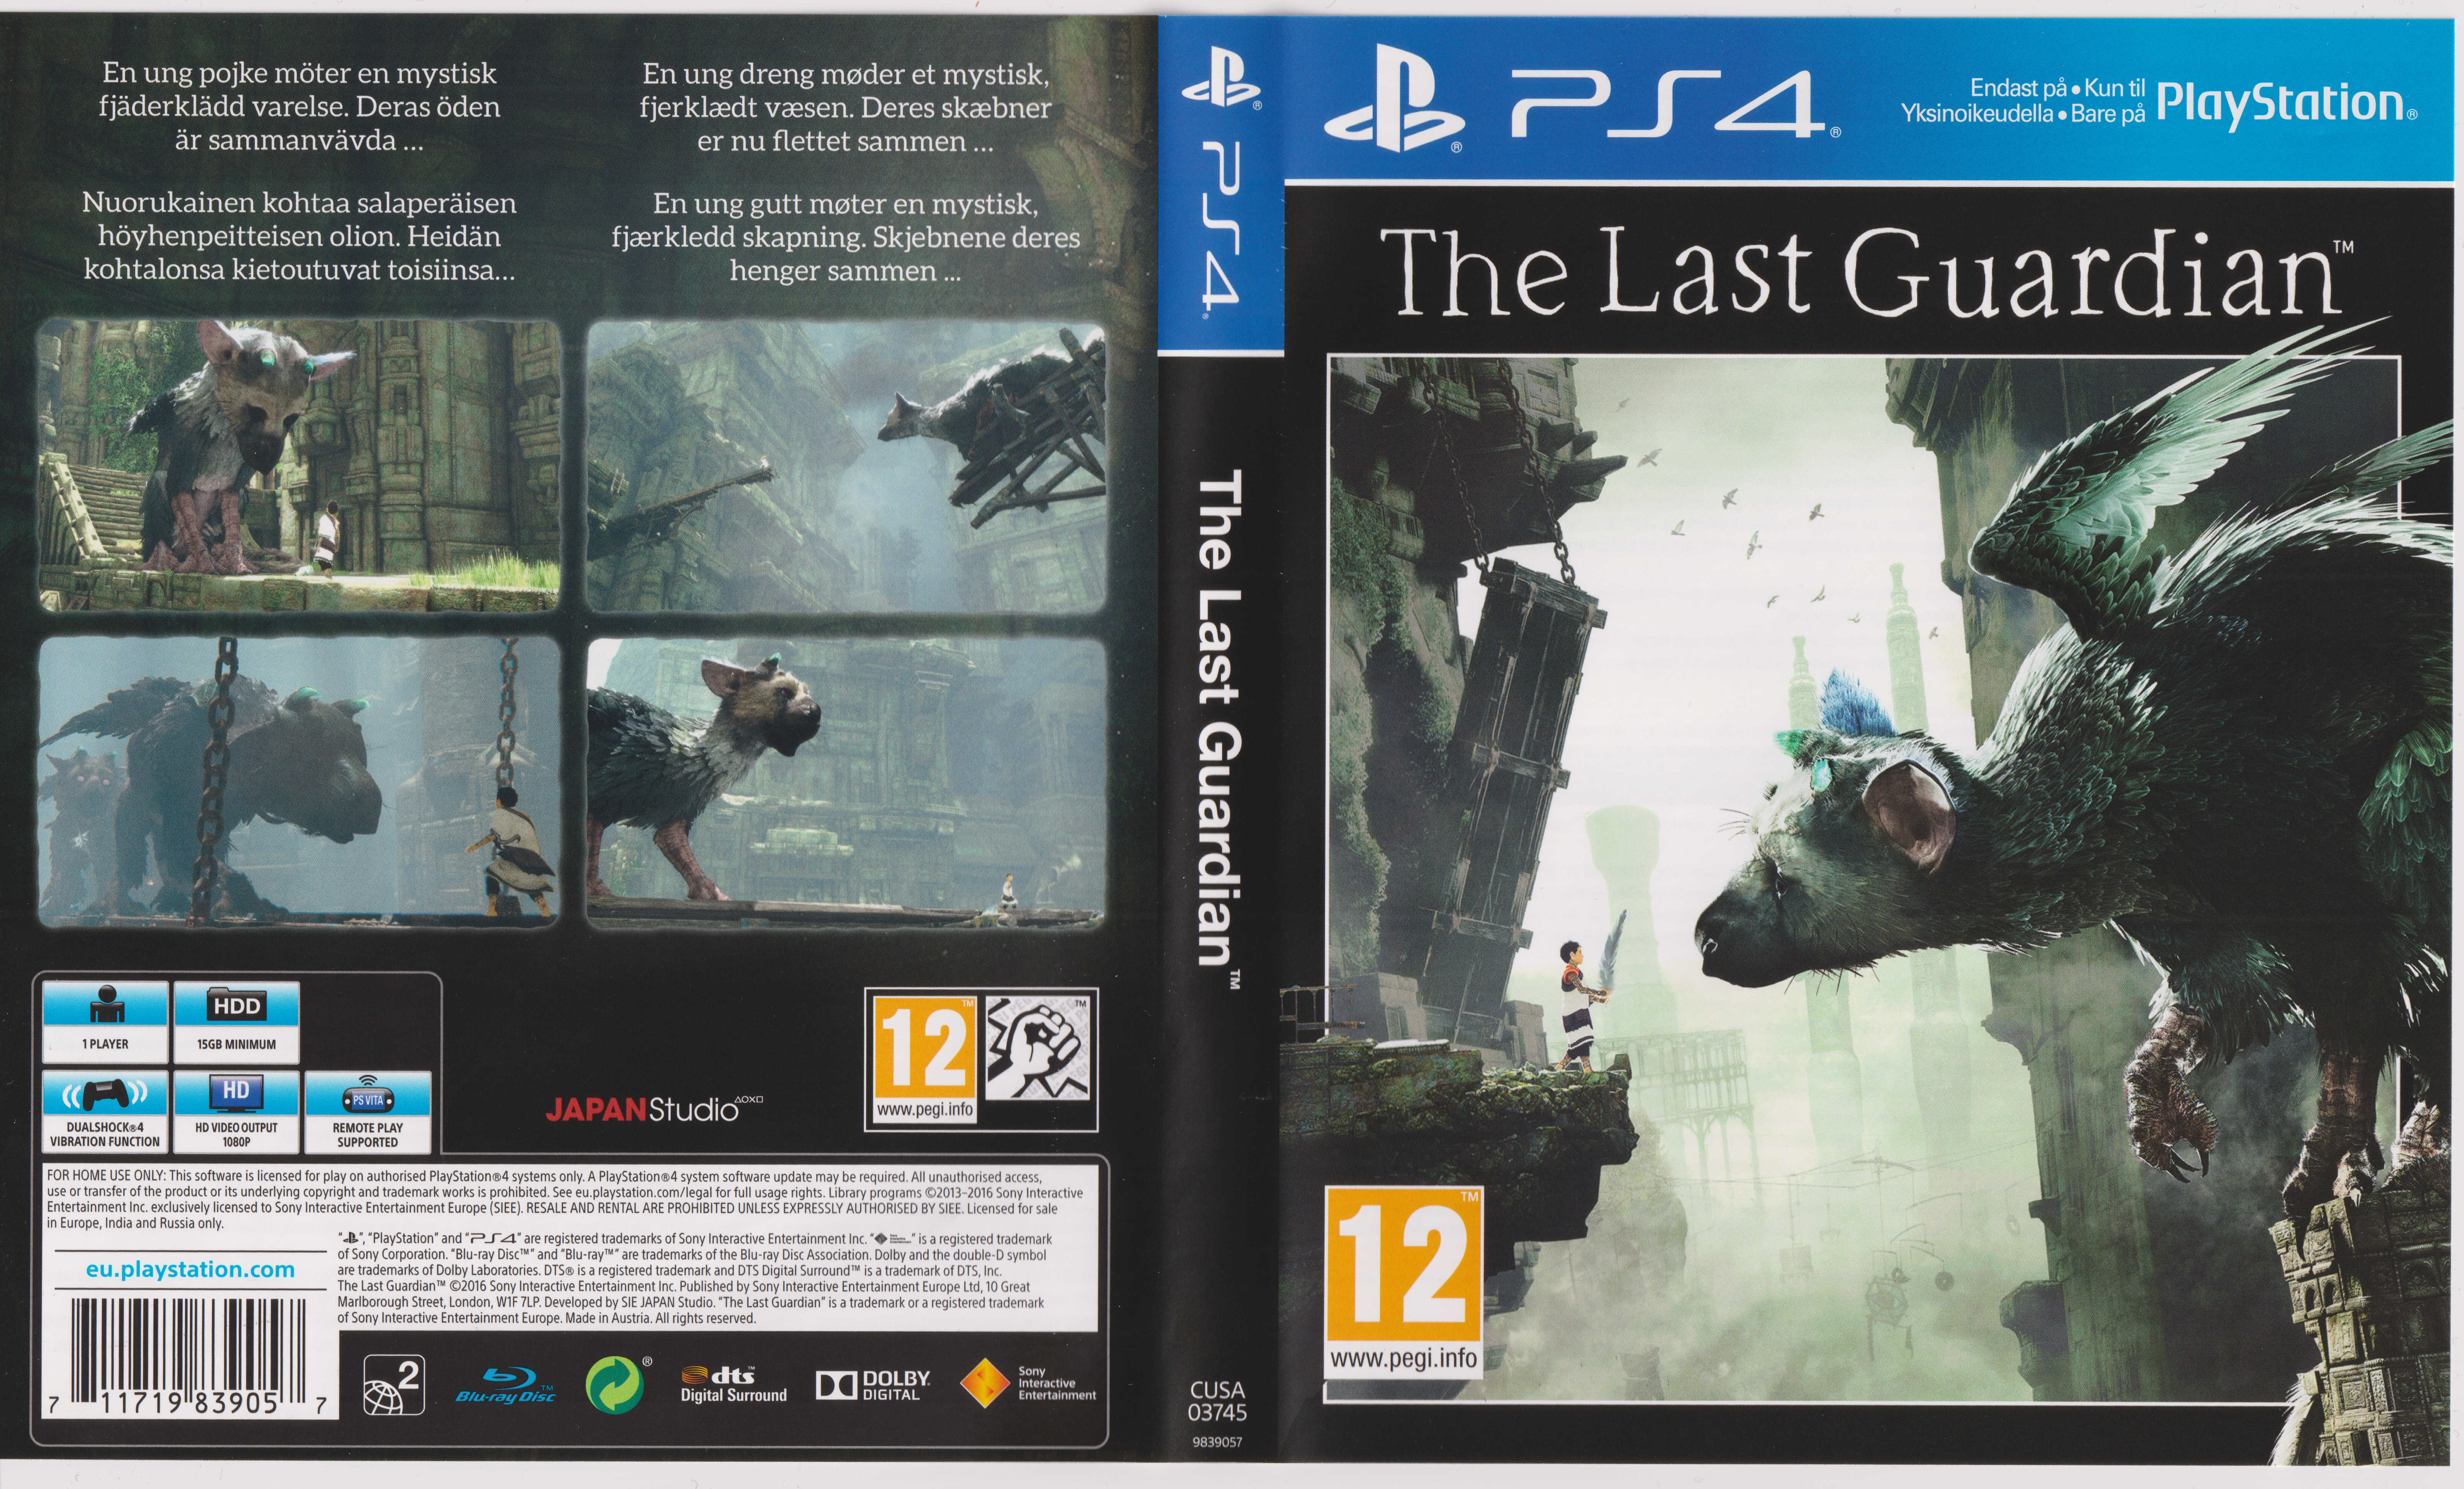 En ung pojke möter en mystisk
fjäderklädd varelse. Deras öden
är sammanvävda ...
En ung dreng møder et mystisk,
fjerklædt væsen. Deres skæbner
er nu flettet sammen ...
Nuorukainen kohtaa salaperäisen
höyhenpeitteisen olion. Heidän
kohtalonsa kietoutuvat toisiinsa...
En ung gutt møter en mystisk,
fjærkledd skapning. Skjebnene deres
henger sammen ...
1 PLAYER
HDD
15GB MINIMUM
DUALSHOCK®4
VIBRATION FUNCTION
HD
HD VIDEO OUTPUT
1080P
PS VITA
REMOTE PLAY
SUPPORTED
JAPANStudio
12™
www.pegi.info
™
FOR HOME USE ONLY: This software is licensed for play on authorised PlayStation®4 systems only. A PlayStation®4 system software update may be required. All unauthorised access,
use or transfer of the product or its underlying copyright and trademark works is prohibited. See eu.playstation.com/legal for full usage rights. Library programs ©2013–2016 Sony Interactive
Entertainment Inc. exclusively licensed to Sony Interactive Entertainment Europe (SIEE). RESALE AND RENTAL ARE PROHIBITED UNLESS EXPRESSLY AUTHORISED BY SIEE. Licensed for sale
in Europe, India and Russia only.
"", "PlayStation" and "PS4" are registered trademarks of Sony Interactive Entertainment Inc. "" is a registered trademark
of Sony Corporation. "Blu-ray Disc™" and "Blu-ray™" are trademarks of the Blu-ray Disc Association. Dolby and the double-D symbol
are trademarks of Dolby Laboratories. DTS® is a registered trademark and DTS Digital Surround™ is a trademark of DTS, Inc.
The Last Guardian™ ©2016 Sony Interactive Entertainment Inc. Published by Sony Interactive Entertainment Europe Ltd, 10 Great
Marlborough Street, London, W1F 7LP. Developed by SIE JAPAN Studio. "The Last Guardian" is a trademark or a registered trademark
of Sony Interactive Entertainment Europe. Made in Austria. All rights reserved.
eu.playstation.com
7 11719 83905 7
2
Blu-ray Disc™
®
dts™
Digital Surround
DOLBY®
DIGITAL
Sony
Interactive
Entertainment
®
PS4®
The Last Guardian™
CUSA
03745
9839057
®
PS4®
Endast på • Kun til
Yksinoikeudella • Bare på
PlayStation®
The Last Guardian™
12™
www.pegi.info